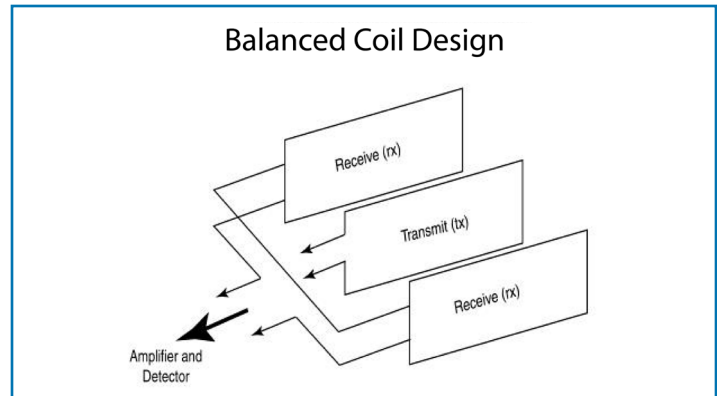 Balanced Coil Design
Receive (rx)
Transmit (tx)
Receive (rx)
Amplifier and
Detector